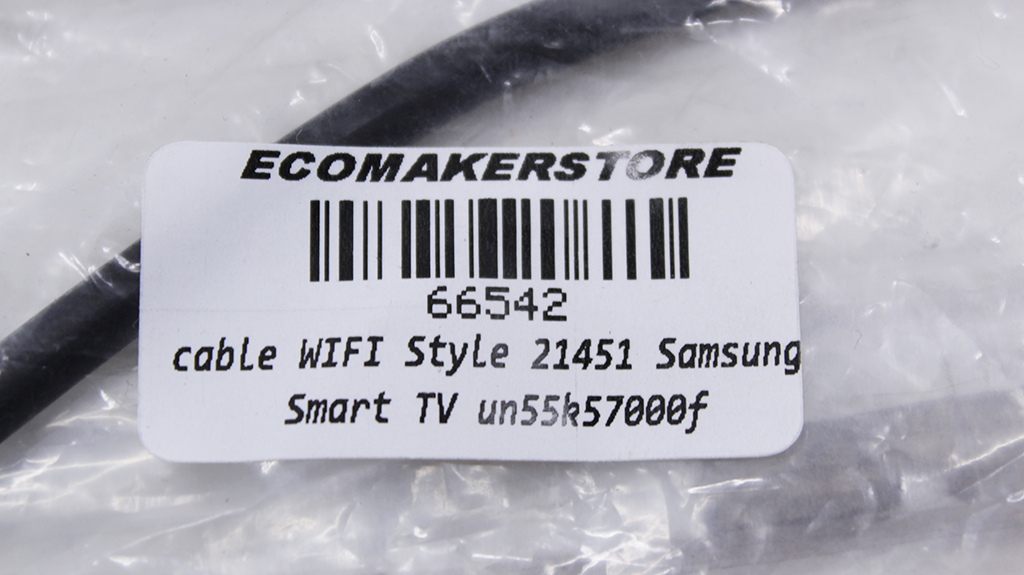 ECOMAKERSTORE
66542
cable WIFI Style 21451 Samsung
Smart TV un55k57000f